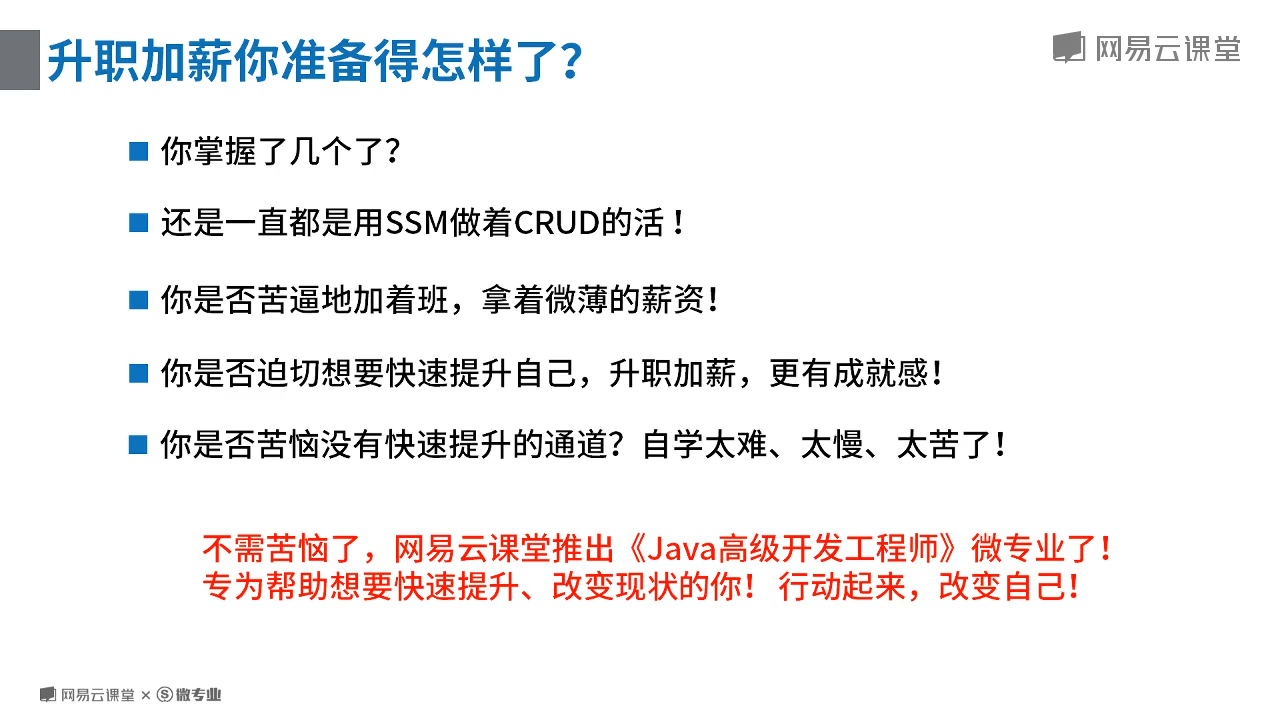 升职加薪你准备得怎样了?
网易云课堂
你掌握了几个了?
还是一直都是用SSM做着CRUD的活!
你是否苦逼地加着班，拿着微薄的薪资!
你是否迫切想要快速提升自己，升职加薪，更有成就感!
你是否苦恼没有快速提升的通道? 自学太难、太慢、太苦了!
不需苦恼了，网易云课堂推出《Java高级开发工程师》微专业了!
专为帮助想要快速提升、改变现状的你! 行动起来，改变自己!
网易云课堂 × Ⓢ 微专业